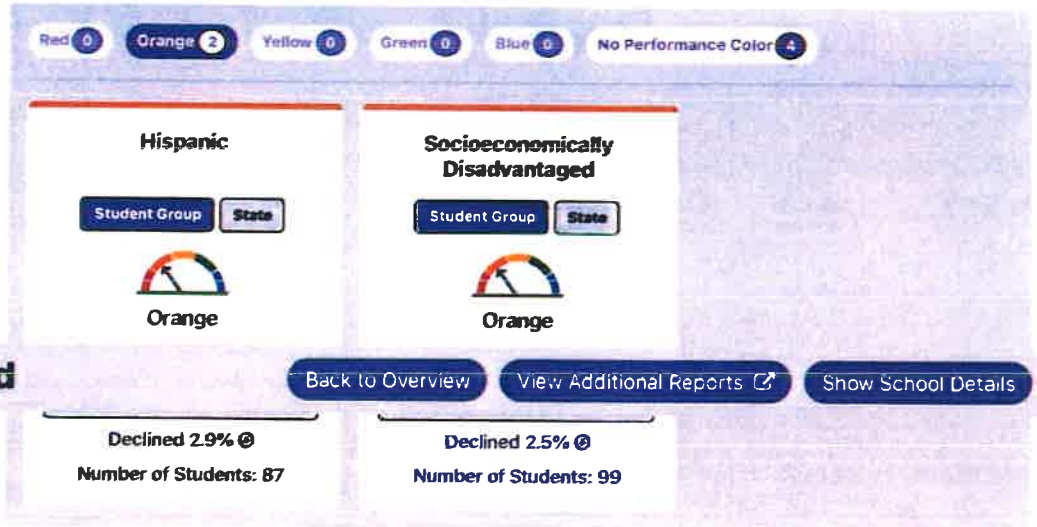 Red 0 Orange 2 Yellow 0 Green 0 Blue 0 No Performance Color 4
Hispanic
Student Group State
Orange
Socioeconomically
Disadvantaged
Student Group State
Orange
d
Back to Overview View Additional Reports Show School Details
Declined 2.9%
Number of Students: 87
Declined 2.5%
Number of Students: 99